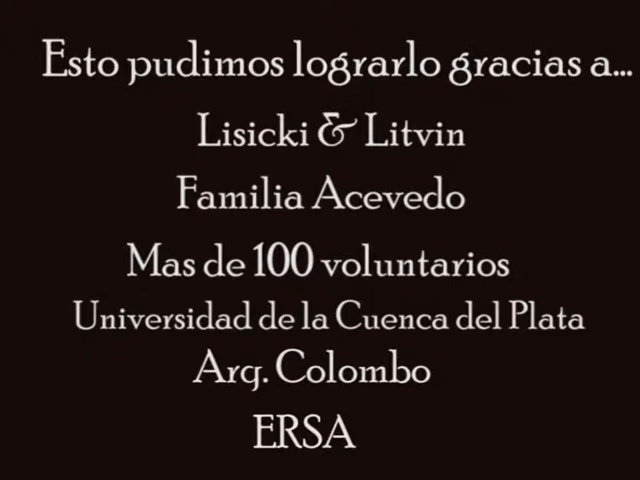 Esto pudimos lograrlo gracias a...
Lisicki & Litvin
Familia Acevedo
Mas de 100 voluntarios
Universidad de la Cuenca del Plata
Arq. Colombo
ERSA